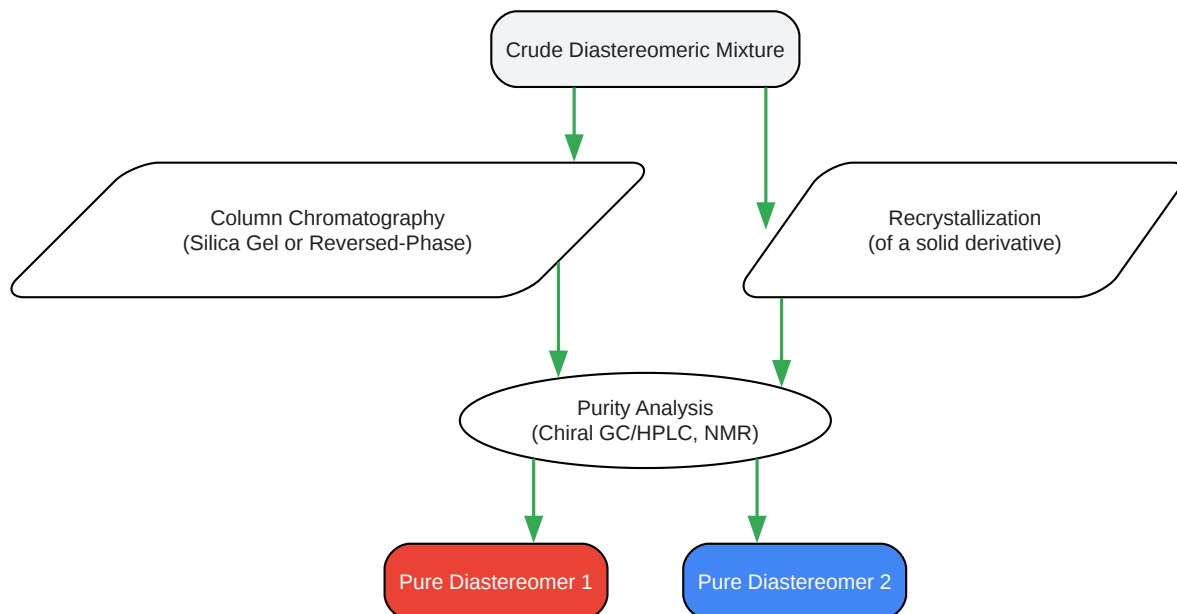 Crude Diastereomeric Mixture
Column Chromatography
(Silica Gel or Reversed-Phase)
Recrystallization
(of a solid derivative)
Purity Analysis
(Chiral GC/HPLC, NMR)
Pure Diastereomer 1
Pure Diastereomer 2